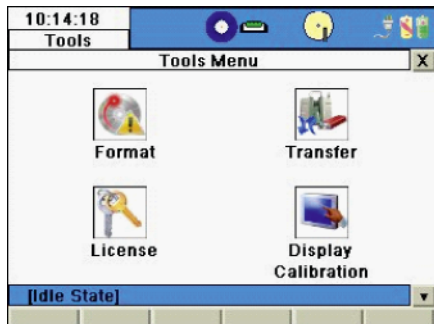 10:14:18
Tools
Tools Menu
X
Format
Transfer
License
Display
Calibration
[Idle State]